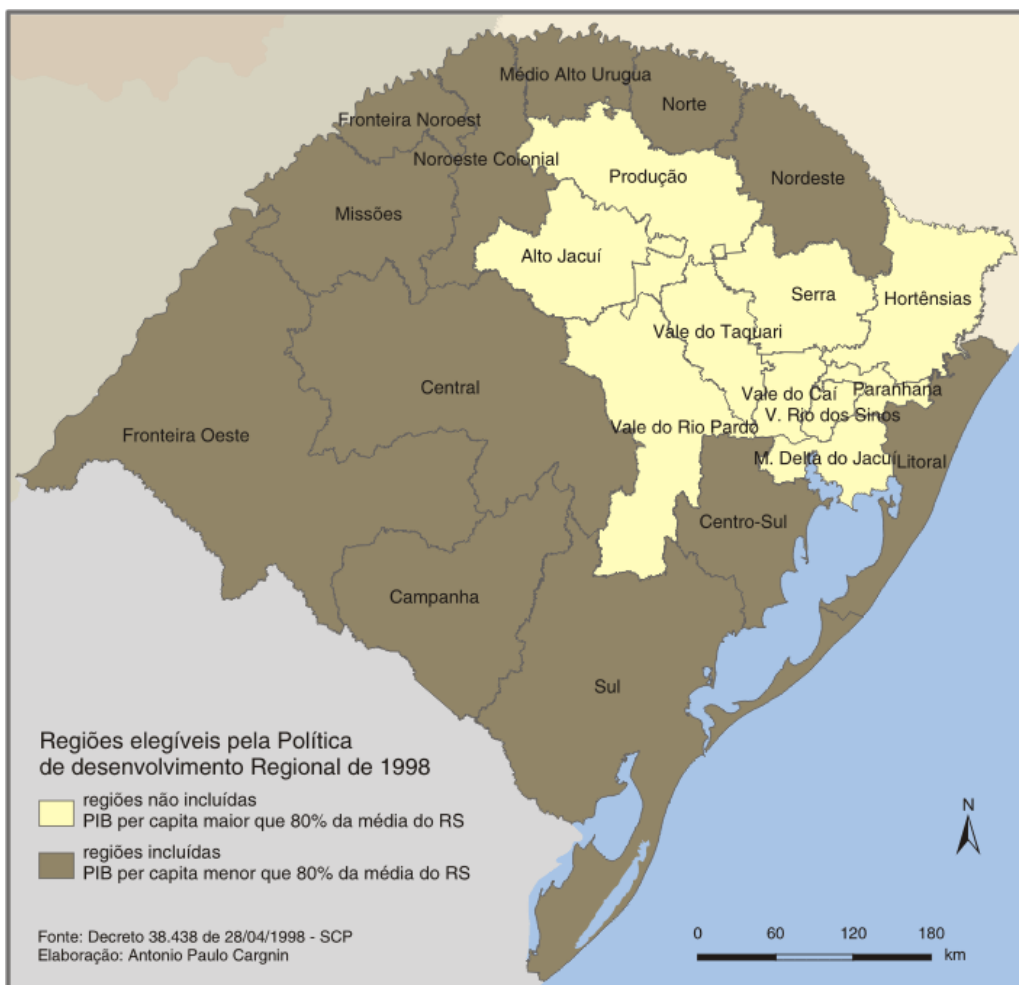 Médio Alto Urugua
Norte
Fronteira Noroest
Noroeste Colonial
Produção
Nordeste
Missões
Alto Jacuí
Serra
Hortênsias
Vale do Taquari
Central
Vale do Caí
Paranhana
V. Rio dos Sinos
Fronteira Oeste
Vale do Rio Pardo
M. Delta do Jacuí
Litoral
Centro-Sul
Campanha
Sul
Regiões elegíveis pela Política
de desenvolvimento Regional de 1998
regiões não incluídas
PIB per capita maior que 80% da média do RS
regiões incluídas
PIB per capita menor que 80% da média do RS
Fonte: Decreto 38.438 de 28/04/1998 - SCP
Elaboração: Antonio Paulo Cargnin
N
0 60 120 180
km